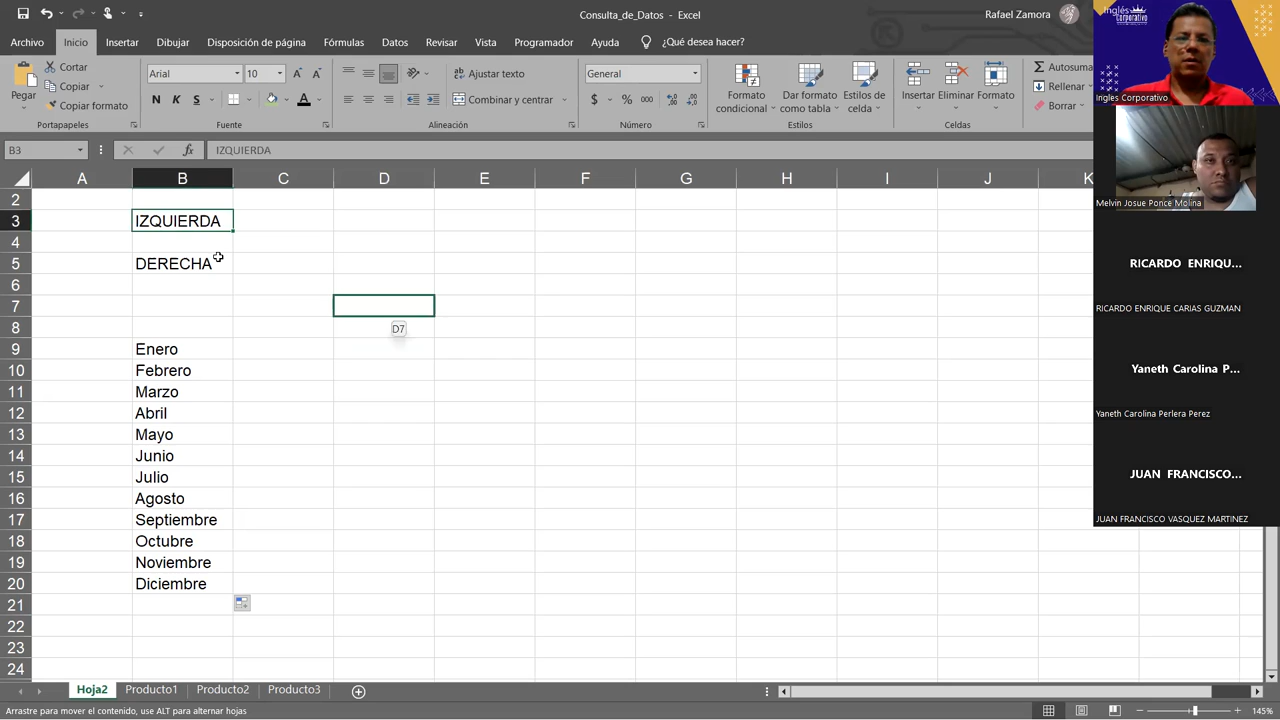 Consulta_de_Datos - Excel
Rafael Zamora
Inglés
Corporativo
Archivo Inicio Insertar Dibujar Disposición de página Fórmulas Datos Revisar Vista Programador Ayuda ¿Qué desea hacer?
Pegar
Cortar
Copiar
Copiar formato
Portapapeles
Arial 10
N K S
Fuente
Ajustar texto
Combinar y centrar
Alineación
General
$ % 000
Número
Formato condicional
Dar formato como tabla
Estilos de celda
Estilos
Insertar Eliminar Formato
Celdas
Autosuma
Rellenar
Borrar
Ingles Corporativo
B3 fx IZQUIERDA
A B C D E F G H I J K
2
3 IZQUIERDA
4
5 DERECHA
6
7
8 D7
9 Enero
10 Febrero
11 Marzo
12 Abril
13 Mayo
14 Junio
15 Julio
16 Agosto
17 Septiembre
18 Octubre
19 Noviembre
20 Diciembre
21
22
23
24
Melvin Josue Ponce Molina
RICARDO ENRIQU...
RICARDO ENRIQUE CARIAS GUZMAN
Yaneth Carolina P...
Yaneth Carolina Perlera Perez
JUAN FRANCISCO...
JUAN FRANCISCO VASQUEZ MARTINEZ
Hoja2 Producto1 Producto2 Producto3
Arrastre para mover el contenido, use ALT para alternar hojas
145%